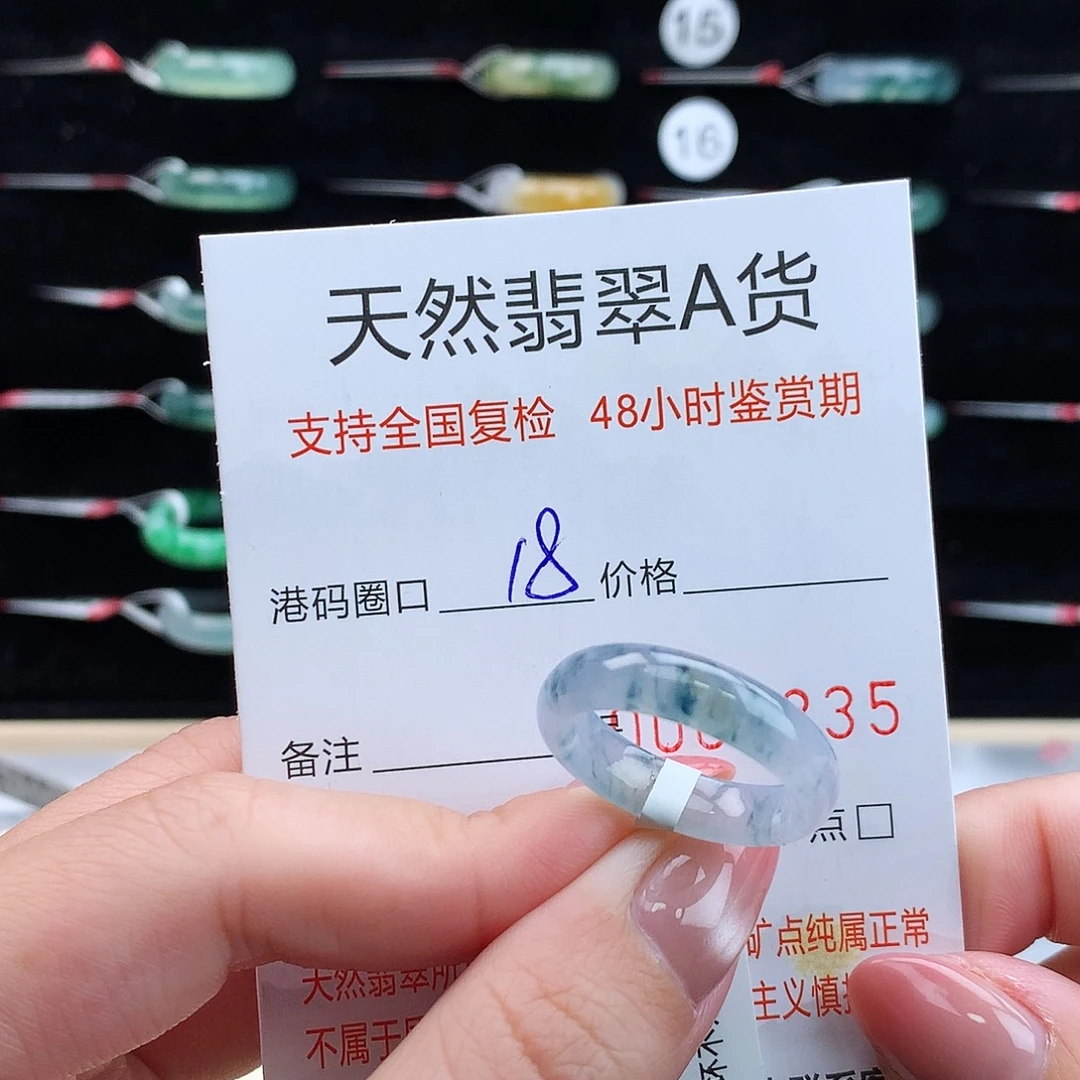 15
16
天然翡翠A货
支持全国复检 48小时鉴赏期
港码圈口 18 价格
335
备注
点□
矿点纯属正常
天然翡翠所
主义慎
不属于